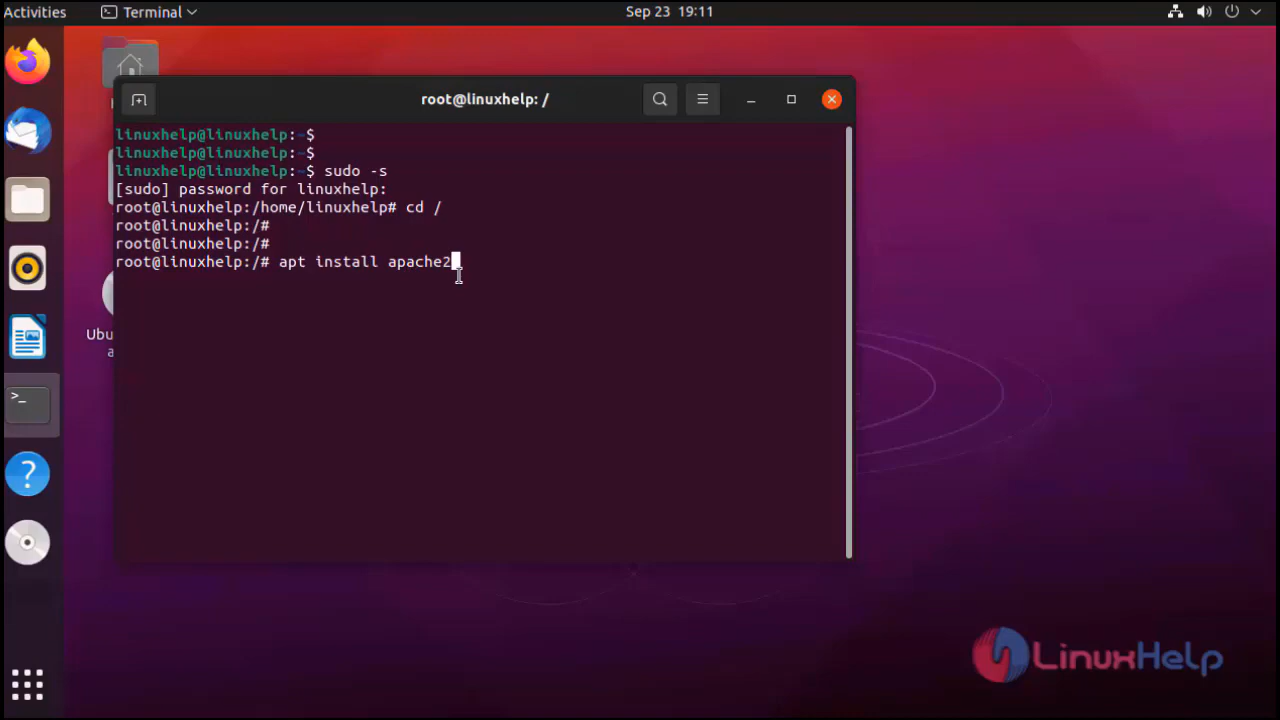 Activities Terminal Sep 23 19:11
root@linuxhelp: /
linuxhelp@linuxhelp:~$
linuxhelp@linuxhelp:~$
linuxhelp@linuxhelp:~$ sudo -s
[sudo] password for linuxhelp:
root@linuxhelp:/home/linuxhelp# cd /
root@linuxhelp:/#
root@linuxhelp:/#
root@linuxhelp:/# apt install apache2
LinuxHelp